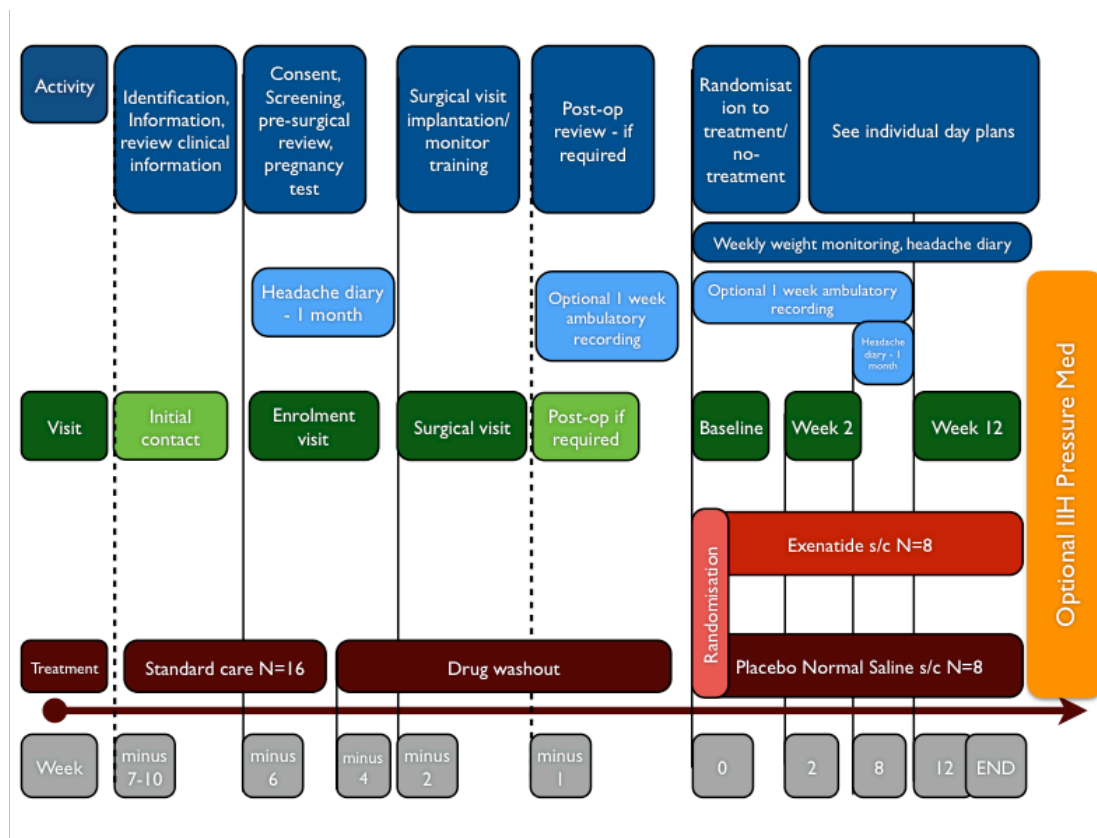 Activity
Identification,
Information,
review clinical
information
Consent,
Screening,
pre-surgical
review,
pregnancy
test
Surgical visit
implantation/
monitor
training
Post-op
review - if
required
Randomisat
ion to
treatment/
no-
treatment
See individual day plans
Weekly weight monitoring, headache diary
Headache diary
- 1 month
Optional 1 week
ambulatory
recording
Optional 1 week ambulatory
recording
Headache
diary - 1
month
Visit
Initial
contact
Enrolment
visit
Surgical visit
Post-op if
required
Baseline
Week 2
Week 12
Optional IIH Pressure Med
Randomisation
Exenatide s/c N=8
Treatment
Standard care N=16
Drug washout
Placebo Normal Saline s/c N=8
Week
minus
7-10
minus
6
minus
4
minus
2
minus
1
0
2
8
12
END